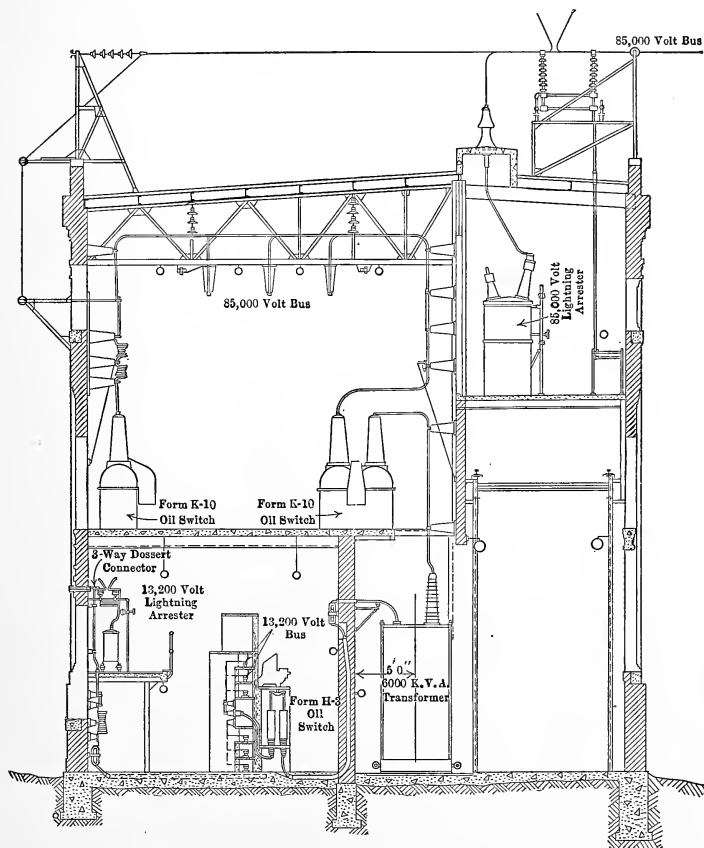 85,000 Volt Bus
85,000 Volt
Lightning
Arrester
85,000 Volt Bus
Form K-10
Oil Switch
Form K-10
Oil Switch
3-Way Dossert
Connector
13,200 Volt
Lightning
Arrester
13,200 Volt
Bus
Form H-3
Oil
Switch
5' 0"
6000 K.V.A.
Transformer